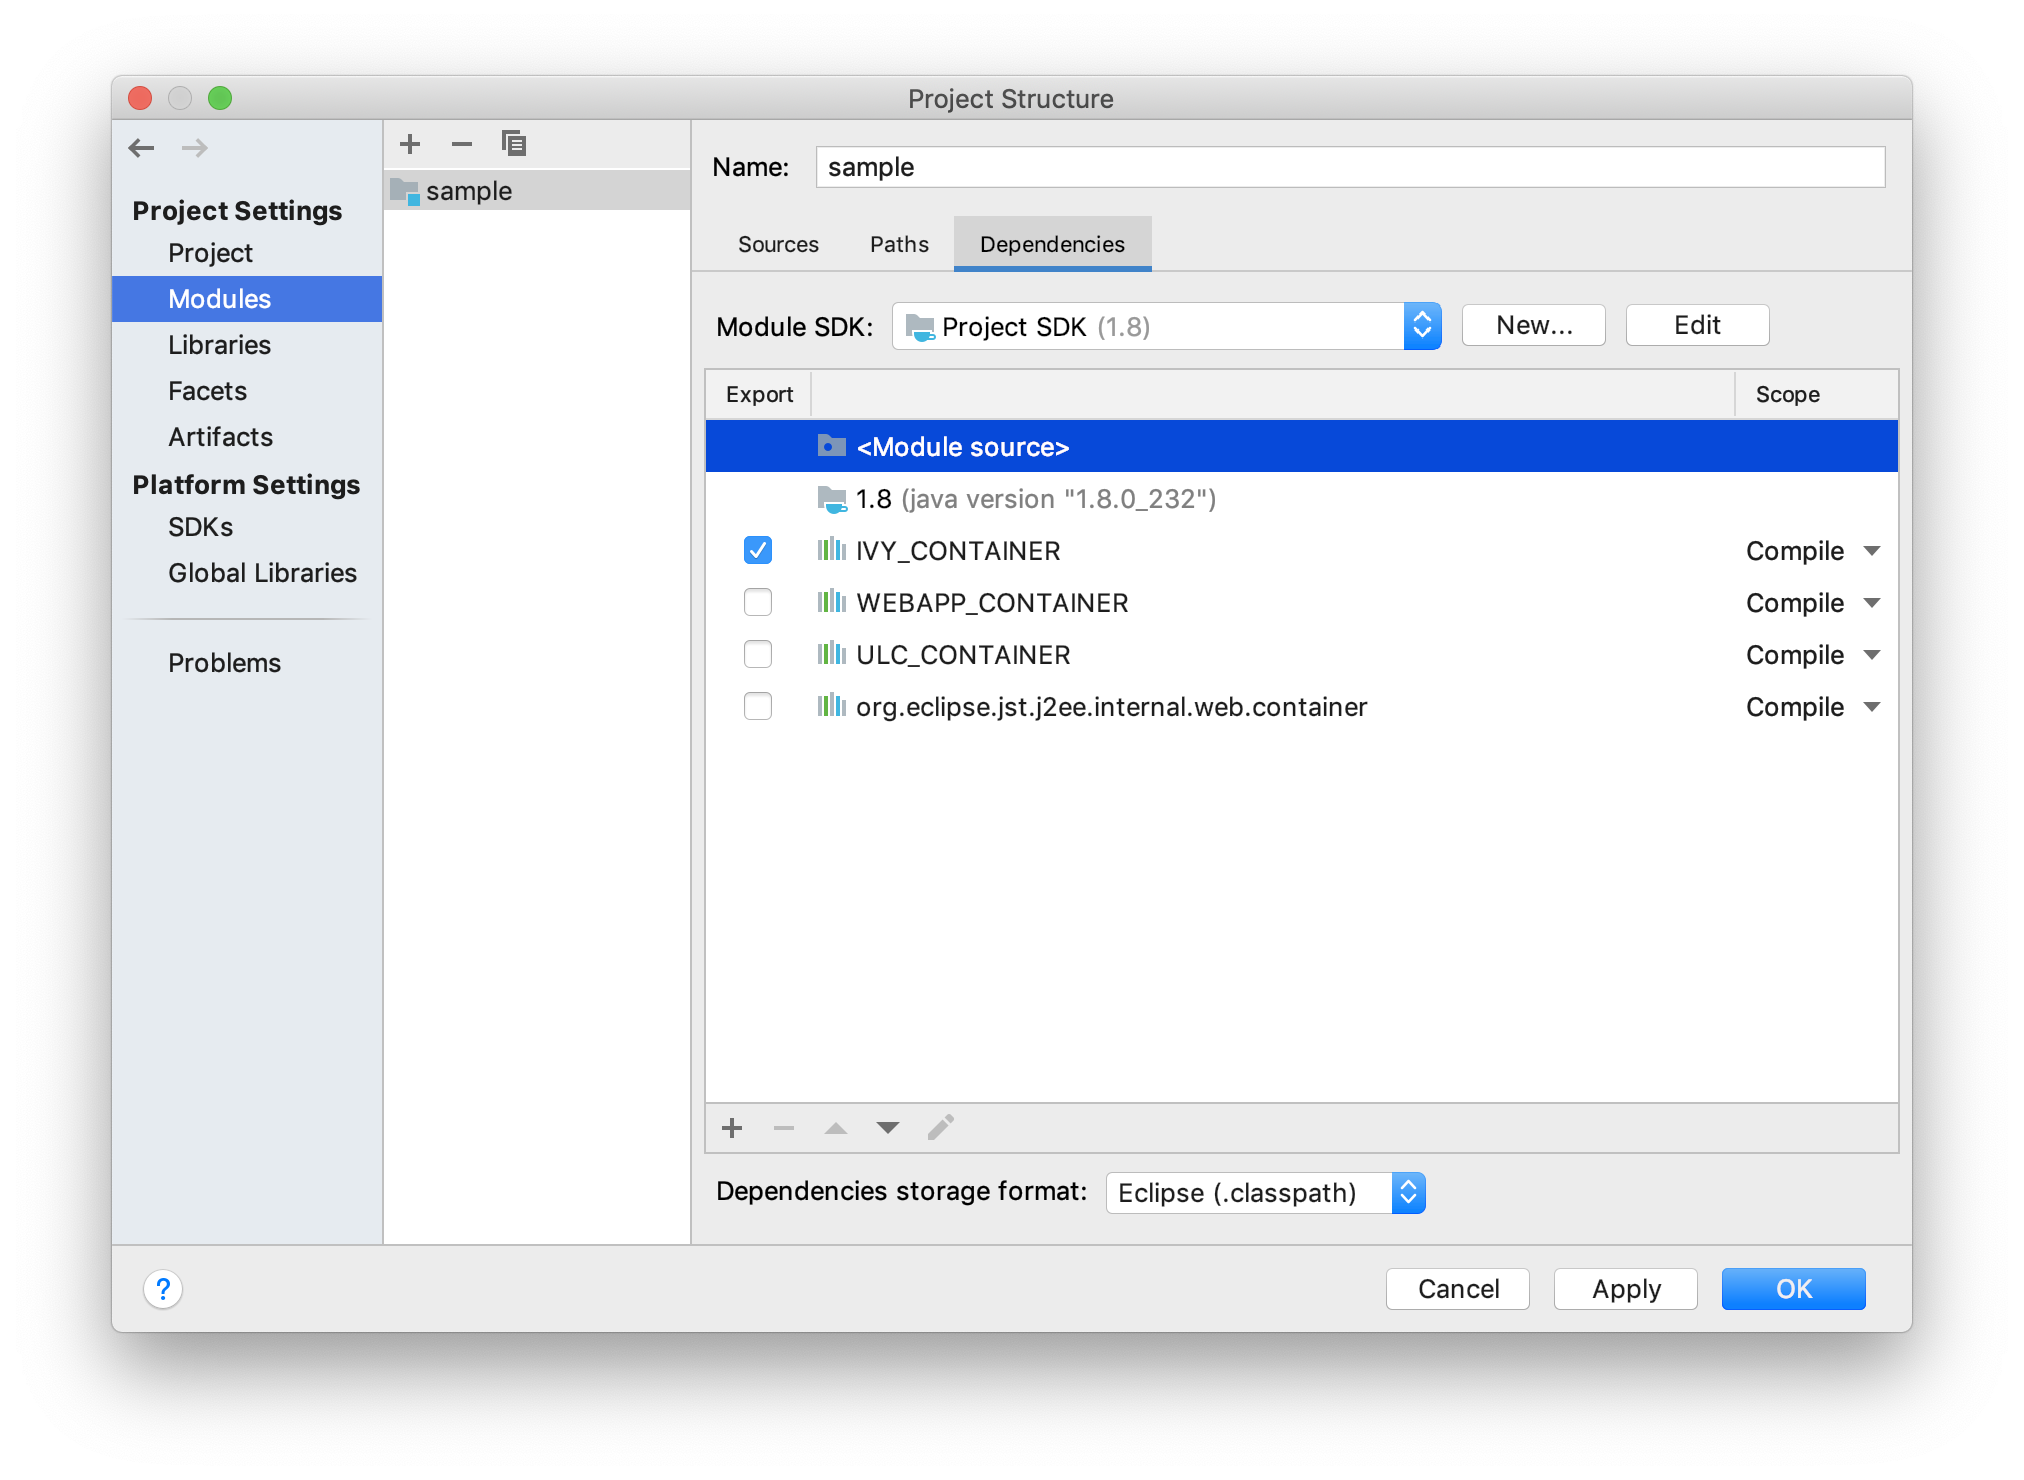 Project Structure
Project Settings
Project
Modules
Libraries
Facets
Artifacts
Platform Settings
SDKs
Global Libraries
Problems
sample
Name: sample
Sources Paths Dependencies
Module SDK: Project SDK (1.8) New... Edit
Export Scope
<Module source>
1.8 (java version "1.8.0_232")
IVY_CONTAINER Compile
WEBAPP_CONTAINER Compile
ULC_CONTAINER Compile
org.eclipse.jst.j2ee.internal.web.container Compile
Dependencies storage format: Eclipse (.classpath)
? Cancel Apply OK